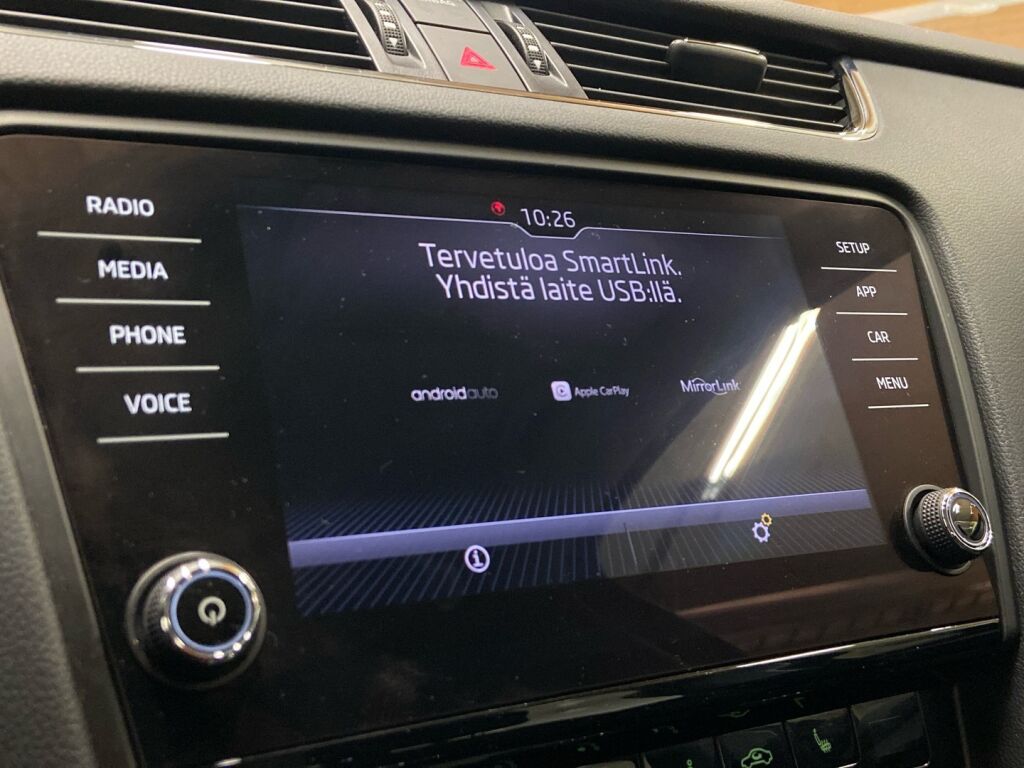 RADIO
MEDIA
PHONE
VOICE
10:26
Tervetuloa SmartLink.
Yhdistä laite USB:llä.
androidauto
Apple CarPlay
MirrorLink
SETUP
APP
CAR
MENU